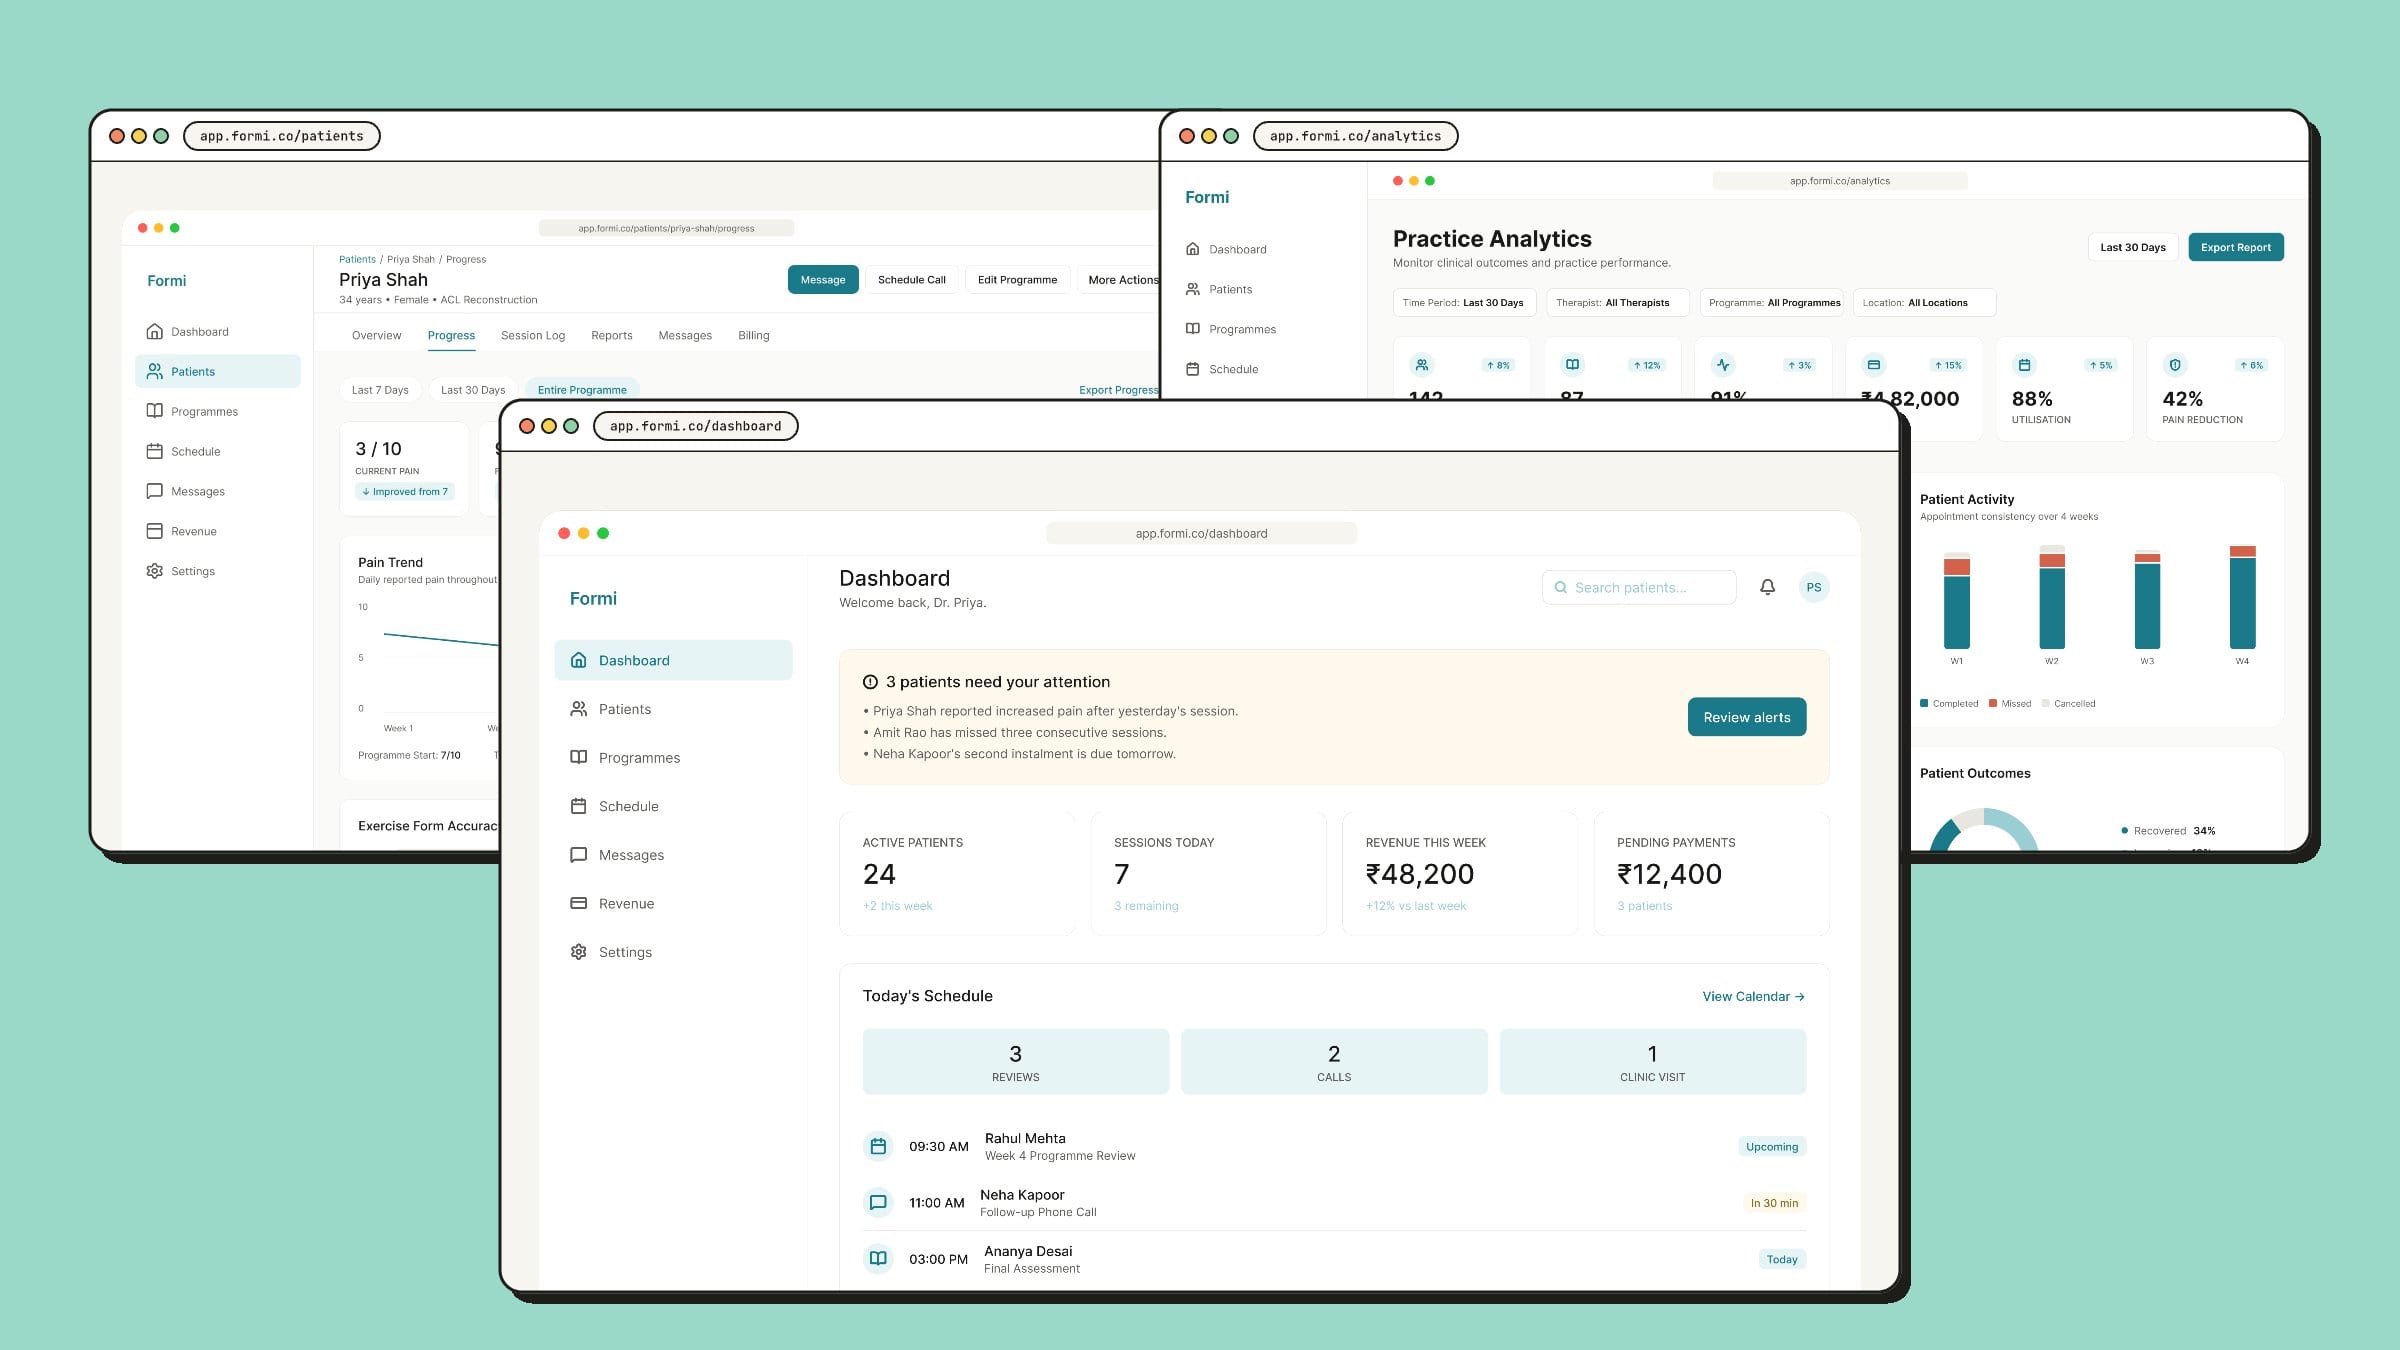 app.formi.co/patients
app.formi.co/patients/priya-shah/progress
Formi
Dashboard
Patients
Programmes
Schedule
Messages
Revenue
Settings
Patients / Priya Shah / Progress
Priya Shah
34 years • Female • ACL Reconstruction
Message
Schedule Call
Edit Programme
More Actions
Overview
Progress
Session Log
Reports
Messages
Billing
Last 7 Days
Last 30 Days
Entire Programme
Export Progress
3 / 10
CURRENT PAIN
↓ Improved from 7
Pain Trend
Daily reported pain throughout
10
5
0
Week 1
Programme Start: 7/10
Exercise Form Accurac
app.formi.co/analytics
app.formi.co/analytics
Formi
Dashboard
Patients
Programmes
Schedule
Practice Analytics
Monitor clinical outcomes and practice performance.
Last 30 Days
Export Report
Time Period: Last 30 Days
Therapist: All Therapists
Programme: All Programmes
Location: All Locations
↑ 8%
142
↑ 12%
87
↑ 3%
91%
↑ 15%
₹4,82,000
↑ 5%
88%
UTILISATION
↑ 6%
42%
PAIN REDUCTION
Patient Activity
Appointment consistency over 4 weeks
W1
W2
W3
W4
Completed
Missed
Cancelled
Patient Outcomes
Recovered 34%
app.formi.co/dashboard
app.formi.co/dashboard
Formi
Dashboard
Patients
Programmes
Schedule
Messages
Revenue
Settings
Dashboard
Welcome back, Dr. Priya.
Search patients...
PS
3 patients need your attention
• Priya Shah reported increased pain after yesterday's session.
• Amit Rao has missed three consecutive sessions.
• Neha Kapoor's second instalment is due tomorrow.
Review alerts
ACTIVE PATIENTS
24
+2 this week
SESSIONS TODAY
7
3 remaining
REVENUE THIS WEEK
₹48,200
+12% vs last week
PENDING PAYMENTS
₹12,400
3 patients
Today's Schedule
View Calendar →
3
REVIEWS
2
CALLS
1
CLINIC VISIT
09:30 AM
Rahul Mehta
Week 4 Programme Review
Upcoming
11:00 AM
Neha Kapoor
Follow-up Phone Call
In 30 min
03:00 PM
Ananya Desai
Final Assessment
Today